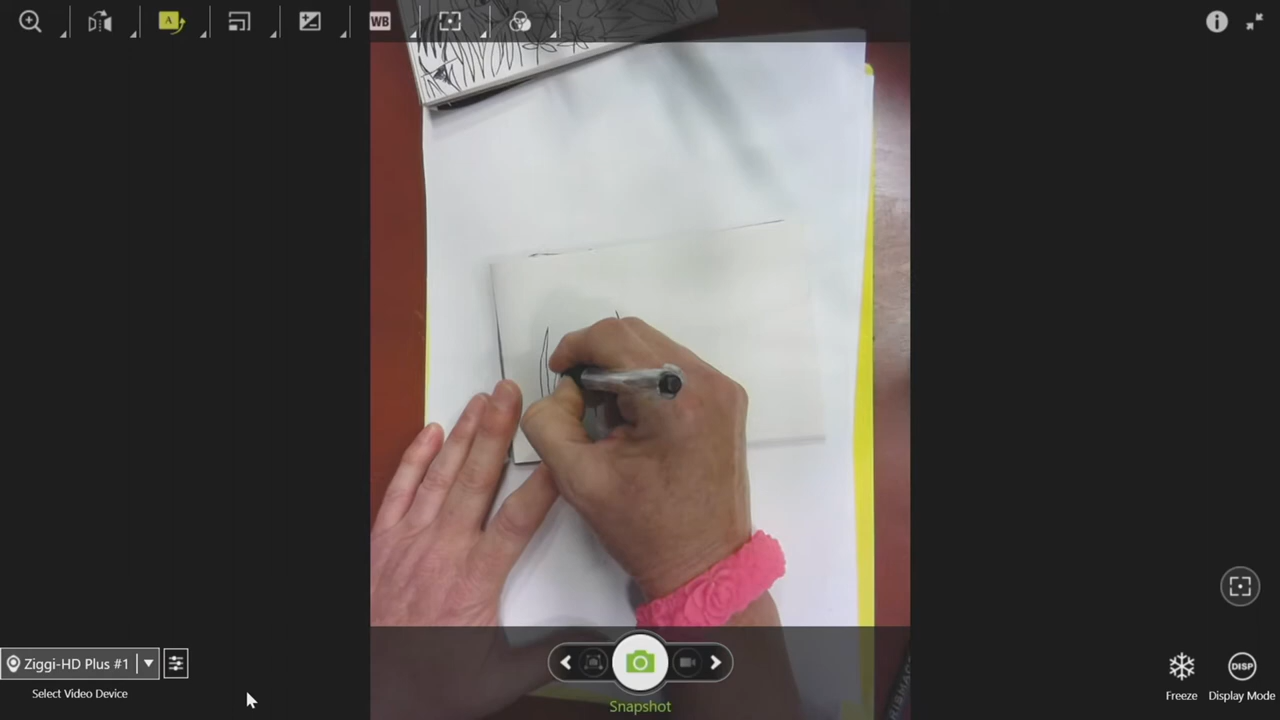 A
WB
i
Ziggi-HD Plus #1
Select Video Device
Snapshot
Freeze
DISP
Display Mode